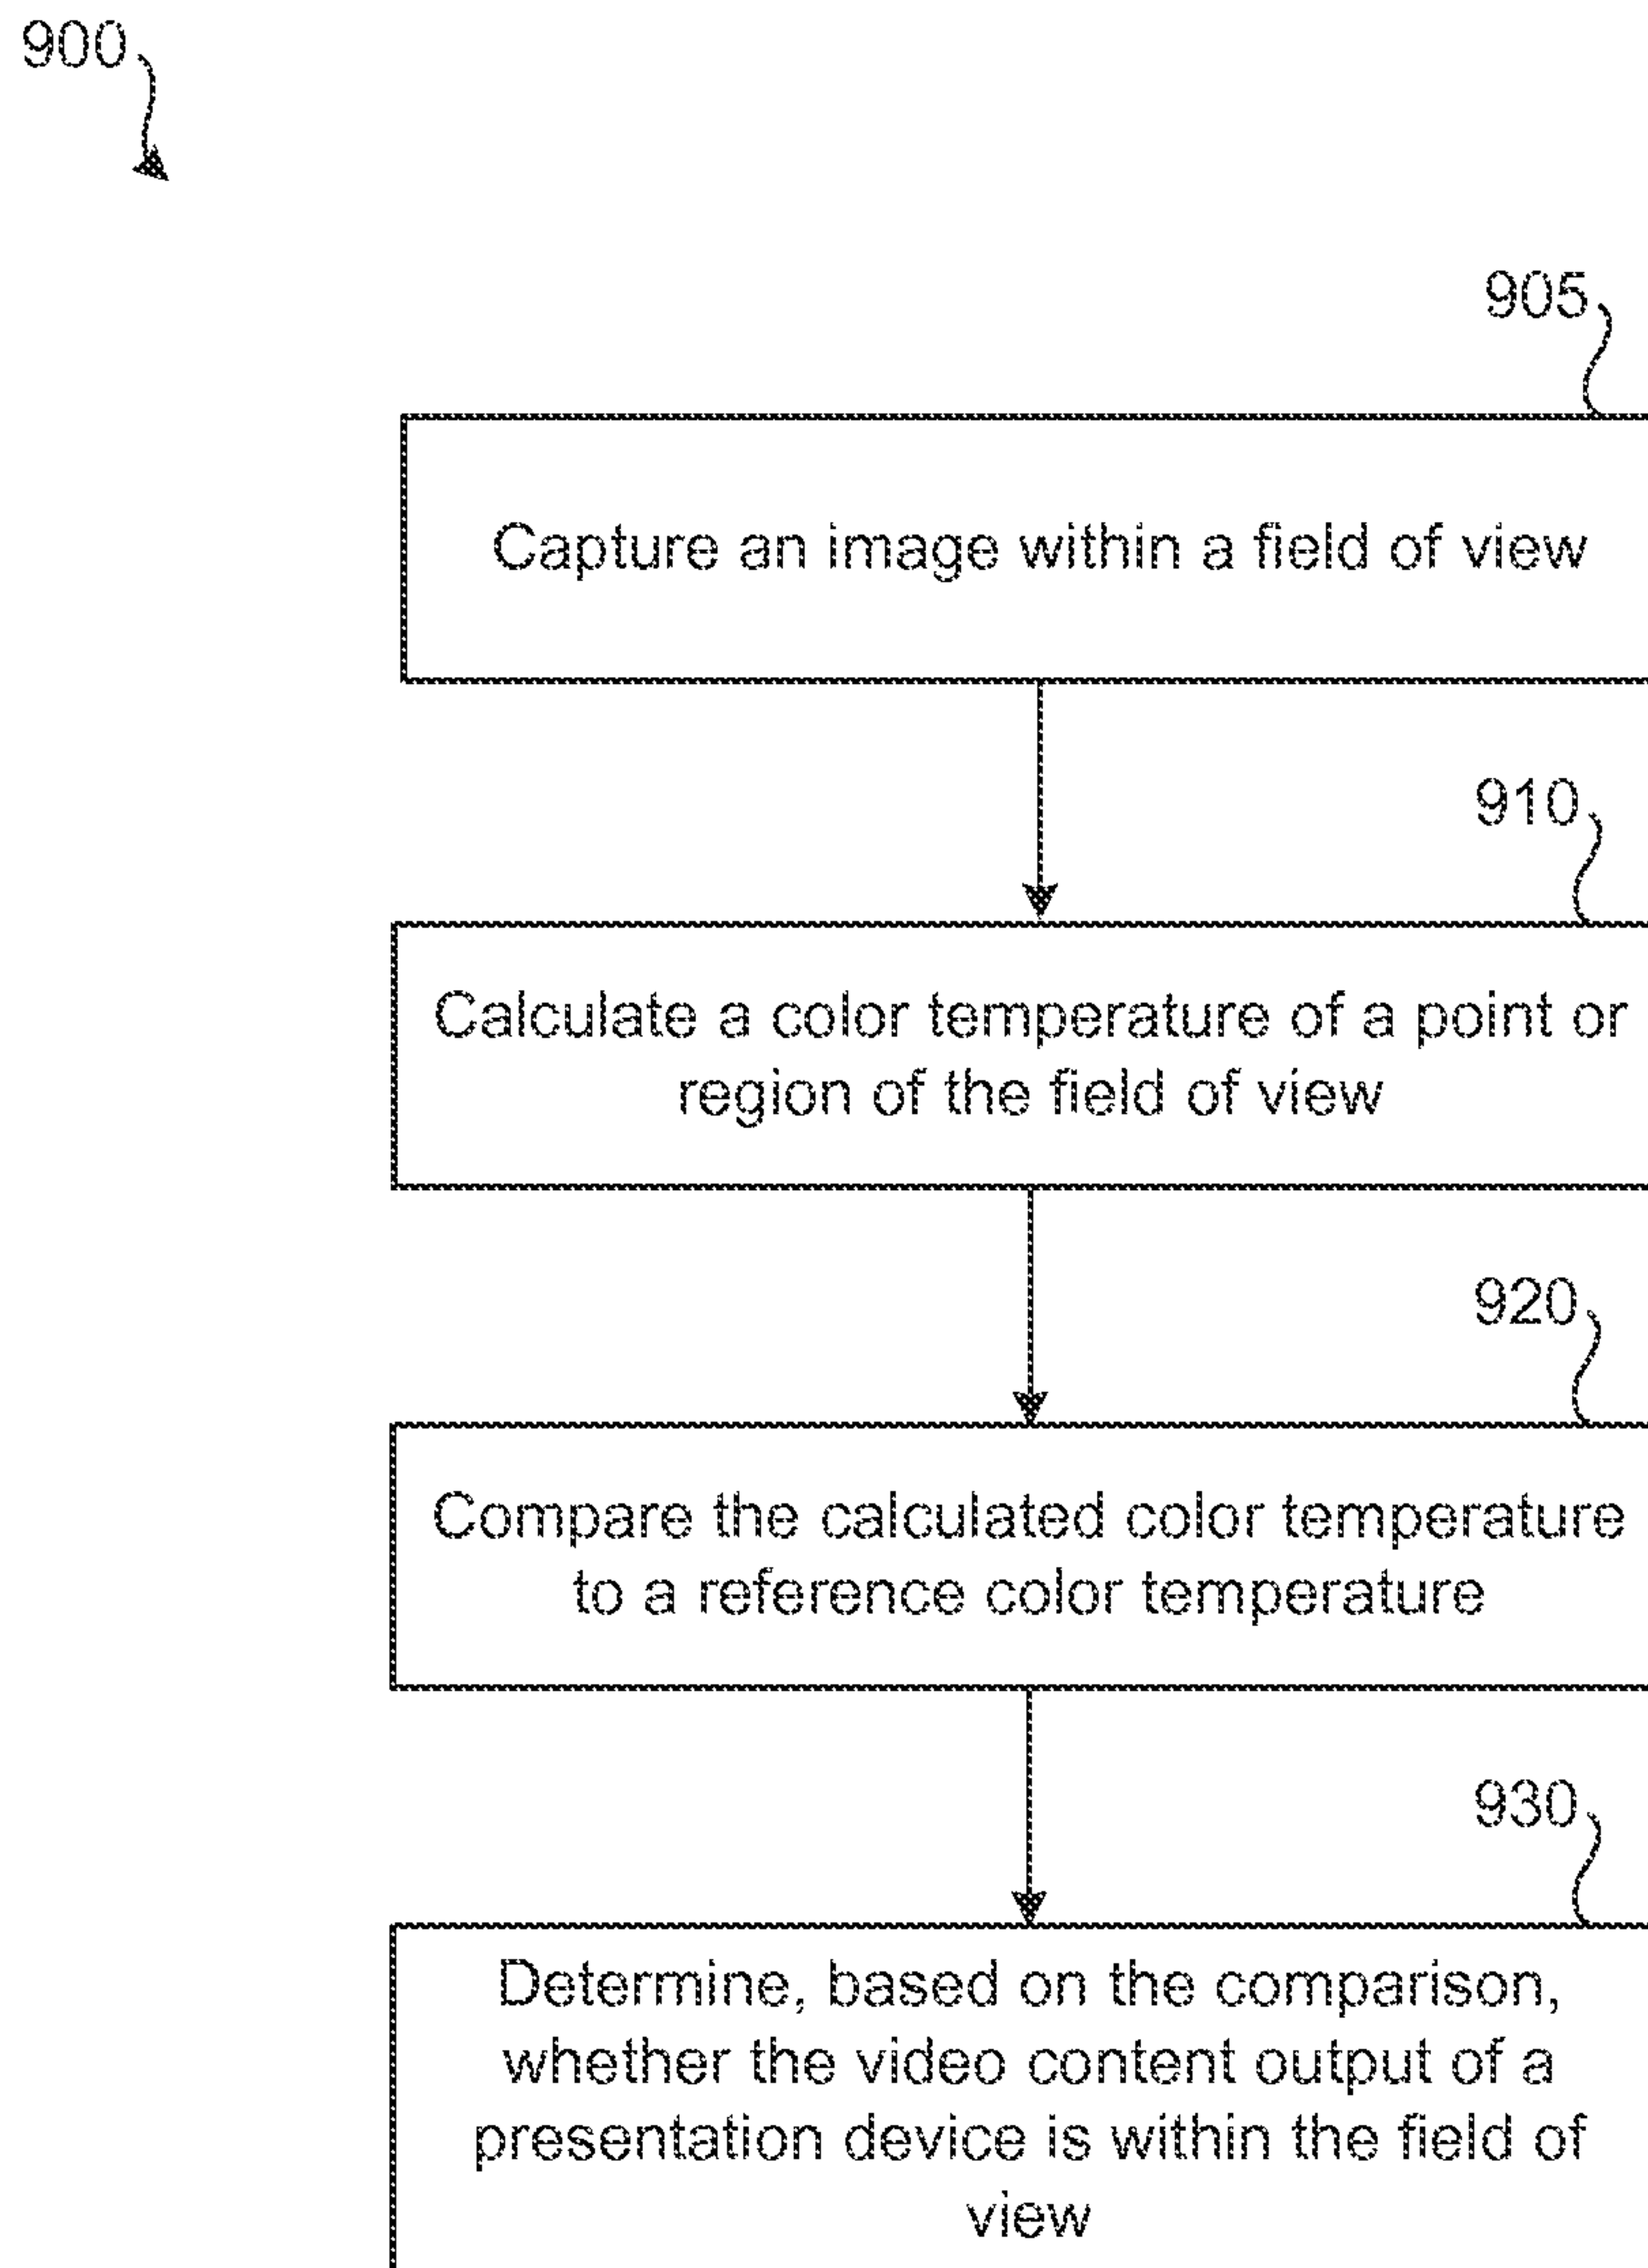 900
905
Capture an image within a field of view
910
Calculate a color temperature of a point or
region of the field of view
920
Compare the calculated color temperature
to a reference color temperature
930
Determine, based on the comparison,
whether the video content output of a
presentation device is within the field of
view